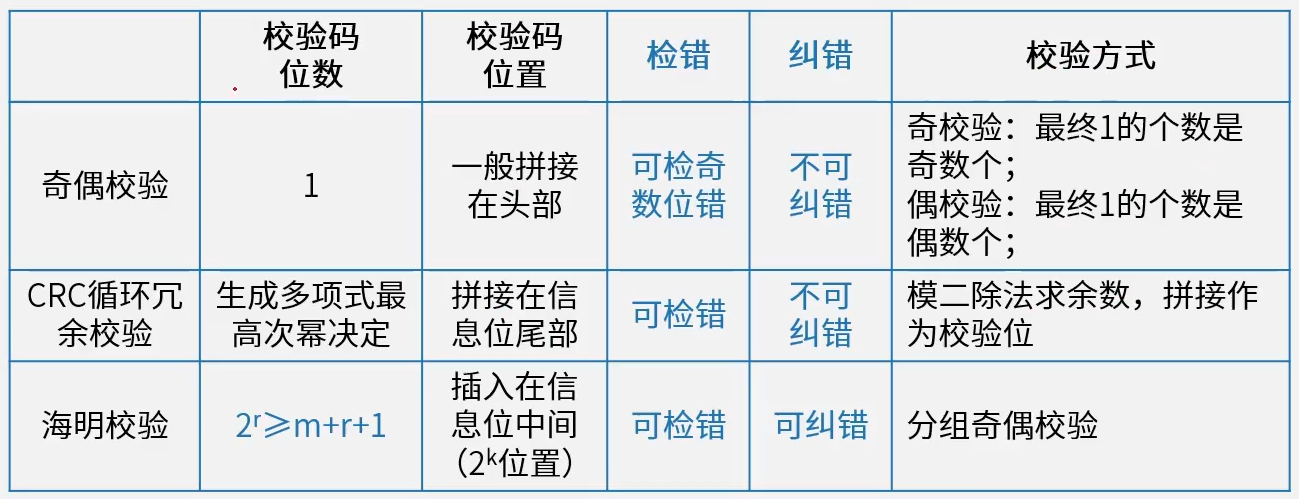 校验码
位数
校验码
位置
检错
纠错
校验方式
奇偶校验
1
一般拼接
在头部
可检奇
数位错
不可
纠错
奇校验：最终1的个数是
奇数个；
偶校验：最终1的个数是
偶数个；
CRC循环冗
余校验
生成多项式最
高次幂决定
拼接在信
息位尾部
可检错
不可
纠错
模二除法求余数，拼接作
为校验位
海明校验
2ʳ⩾m+r+1
插入在信
息位中间
（2ᵏ位置）
可检错
可纠错
分组奇偶校验